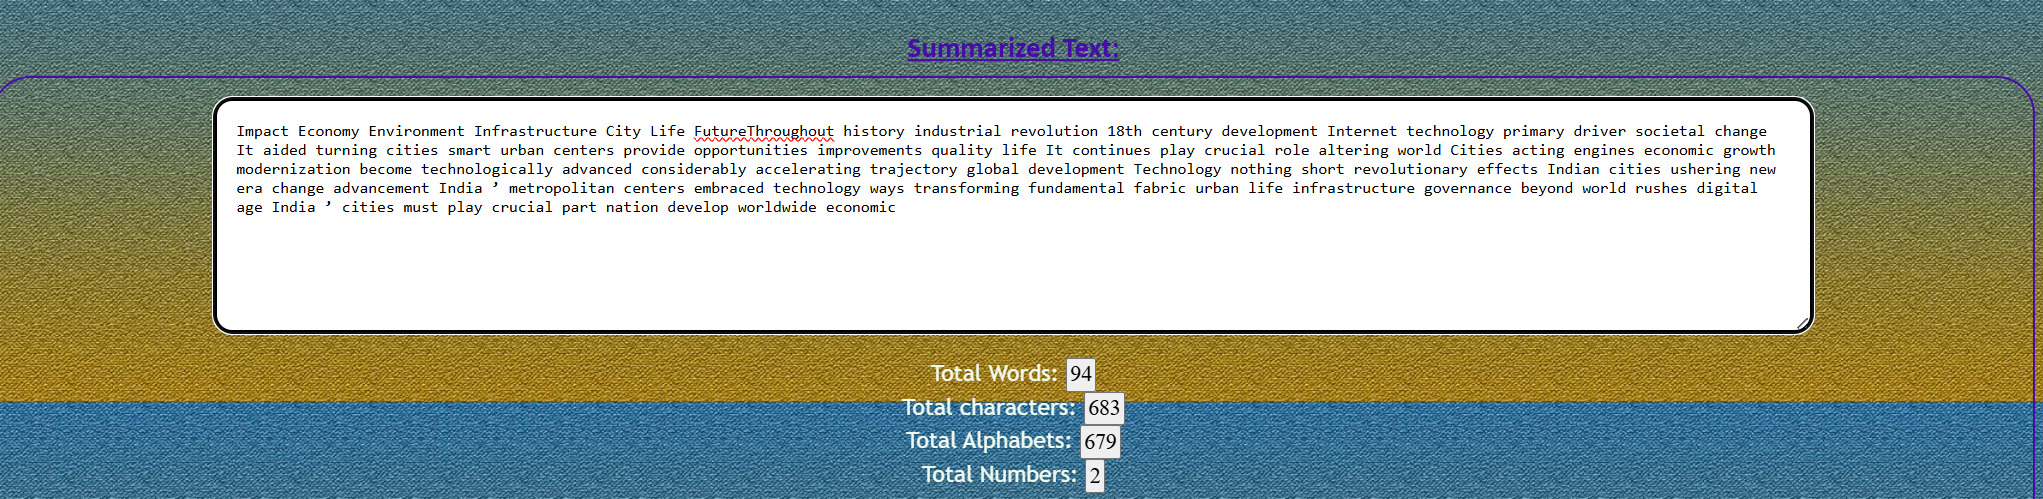 Summarized Text:
Impact Economy Environment Infrastructure City Life FutureThroughout history industrial revolution 18th century development Internet technology primary driver societal change
It aided turning cities smart urban centers provide opportunities improvements quality life It continues play crucial role altering world Cities acting engines economic growth
modernization become technologically advanced considerably accelerating trajectory global development Technology nothing short revolutionary effects Indian cities ushering new
era change advancement India ’ metropolitan centers embraced technology ways transforming fundamental fabric urban life infrastructure governance beyond world rushes digital
age India ’ cities must play crucial part nation develop worldwide economic
Total Words: 94
Total characters: 683
Total Alphabets: 679
Total Numbers: 2